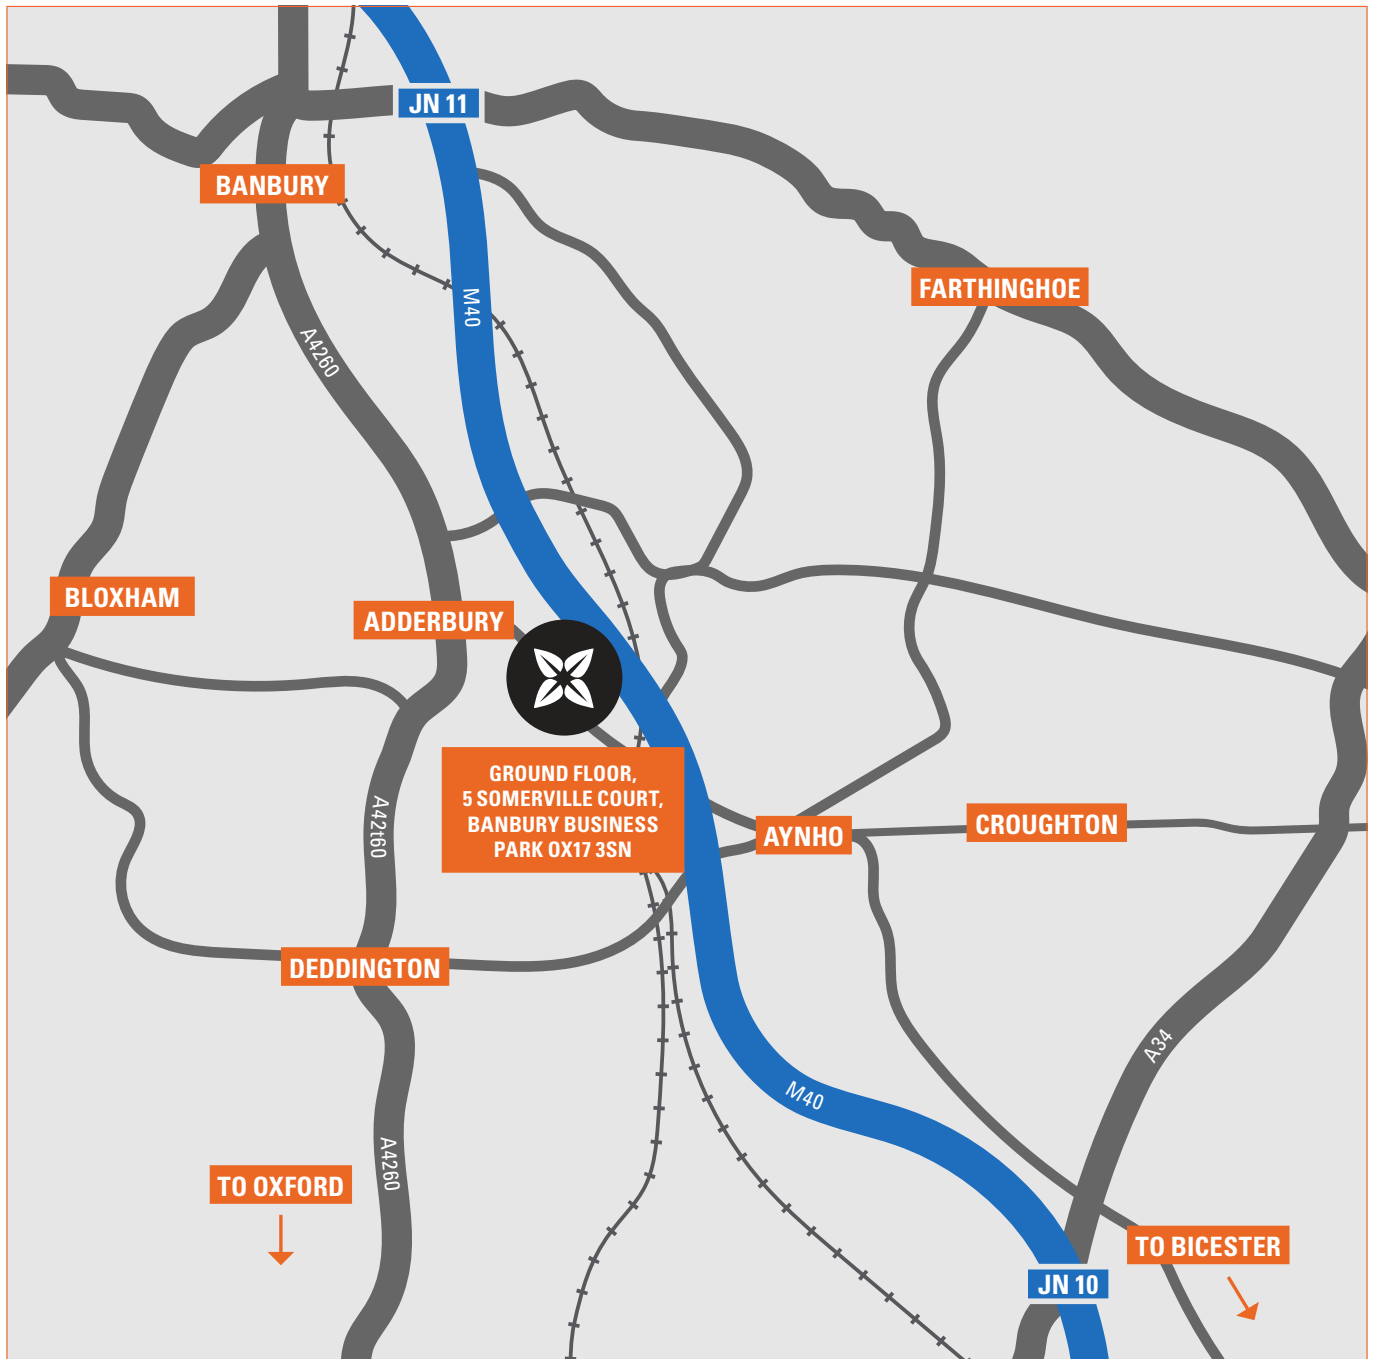 JN 11
BANBURY
FARTHINGHOE
M40
A4260
BLOXHAM
ADDERBURY
GROUND FLOOR,
5 SOMERVILLE COURT,
BANBURY BUSINESS
PARK OX17 3SN
A42t60
AYNHO
CROUGHTON
DEDDINGTON
A34
M40
A4260
TO OXFORD
TO BICESTER
JN 10